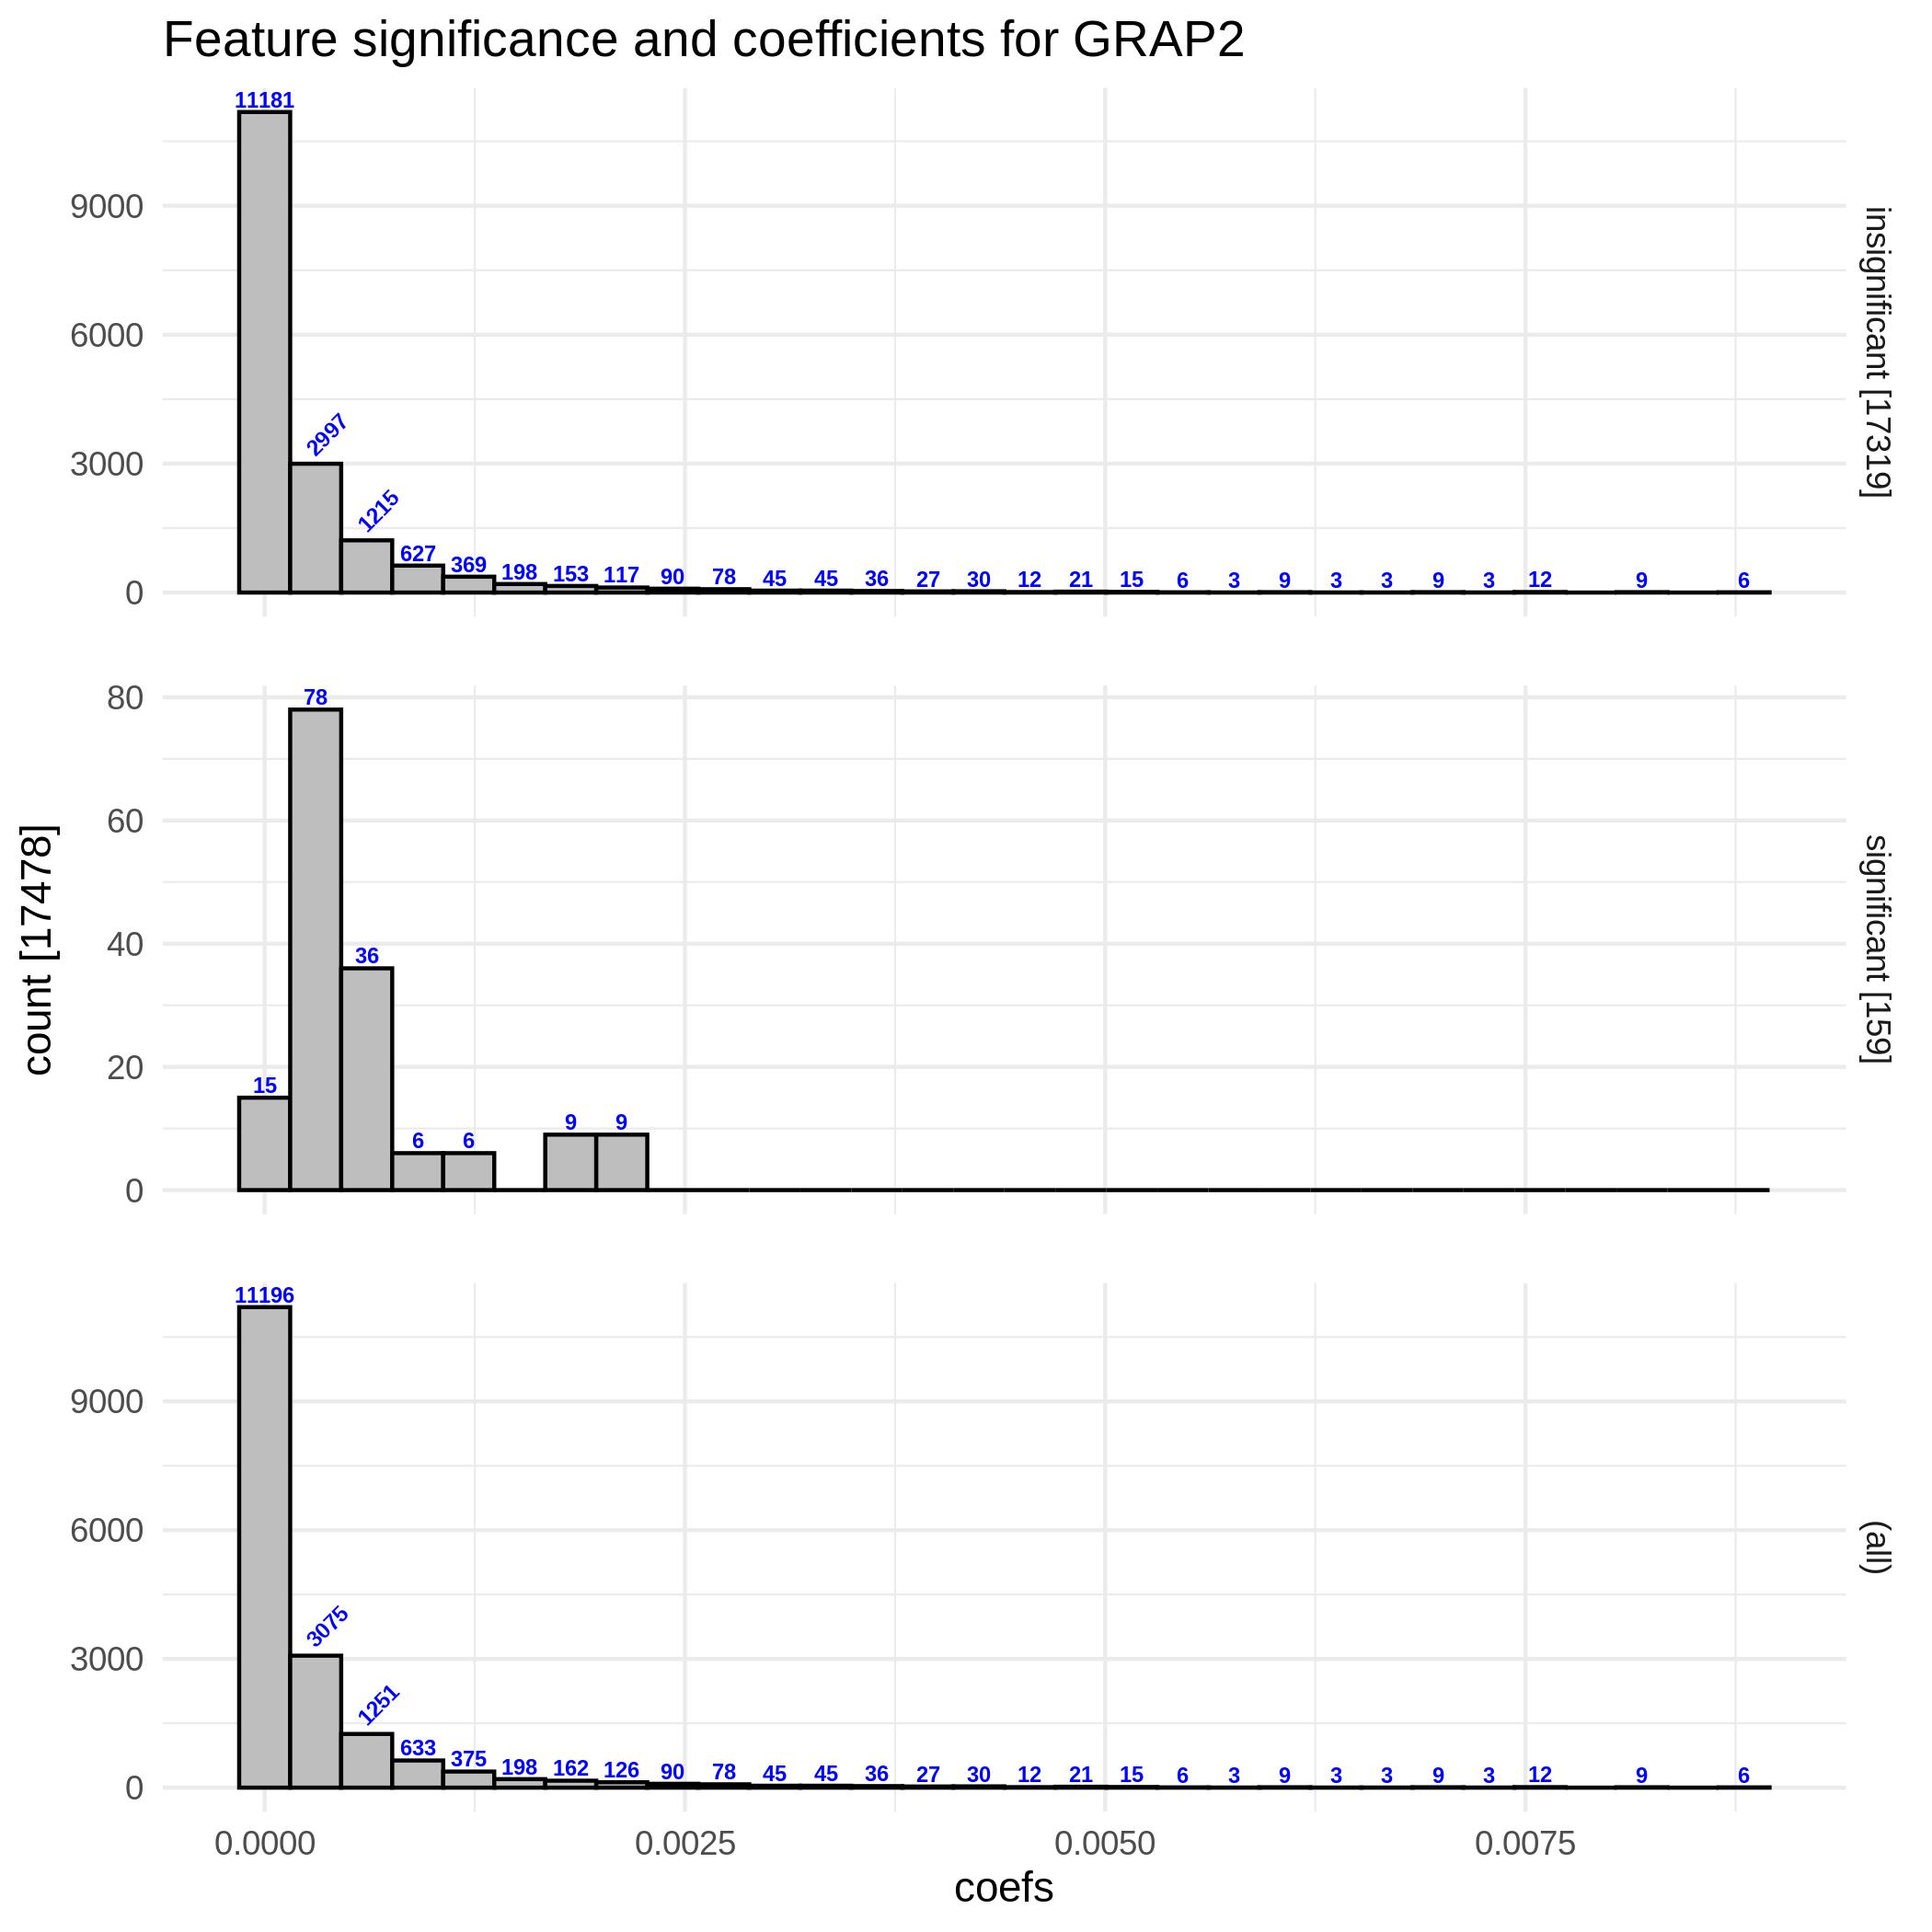 Feature significance and coefficients for GRAP2
11181
9000
6000
3000
0
2997
1215
627 369 198 153 117 90 78 45 45 36 27 30 12 21 15 6 3 9 3 3 9 3 12 9 6
insignificant [17319]
count [17478]
80
60
40
20
0
78
36
15
6 6 9 9
significant [159]
11196
9000
6000
3000
0
3075
1251
633 375 198 162 126 90 78 45 45 36 27 30 12 21 15 6 3 9 3 3 9 3 12 9 6
(all)
0.0000 0.0025 0.0050 0.0075
coefs